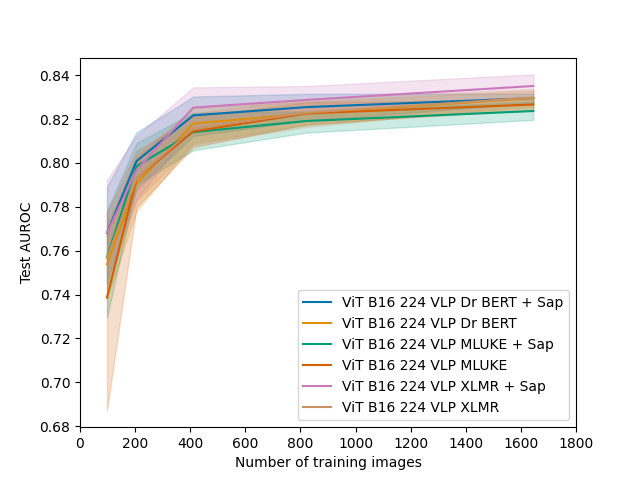 0.84
0.82
0.80
0.78
0.76
0.74
0.72
0.70
0.68
Test AUROC
ViT B16 224 VLP Dr BERT + Sap
ViT B16 224 VLP Dr BERT
ViT B16 224 VLP MLUKE + Sap
ViT B16 224 VLP MLUKE
ViT B16 224 VLP XLMR + Sap
ViT B16 224 VLP XLMR
0 200 400 600 800 1000 1200 1400 1600 1800
Number of training images